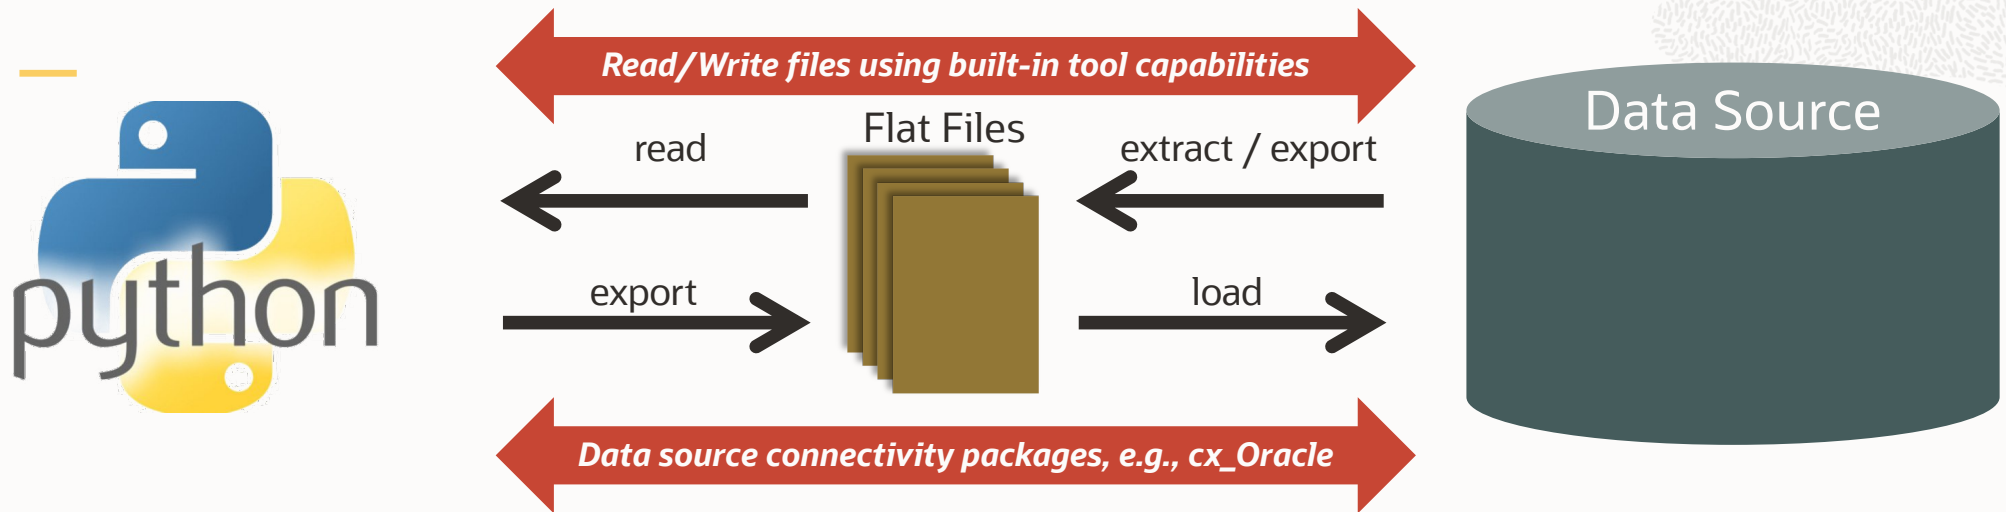 Read/Write files using built-in tool capabilities
Data Source
Flat Files
read
extract / export
python
export
load
Data source connectivity packages, e.g., cx_Oracle